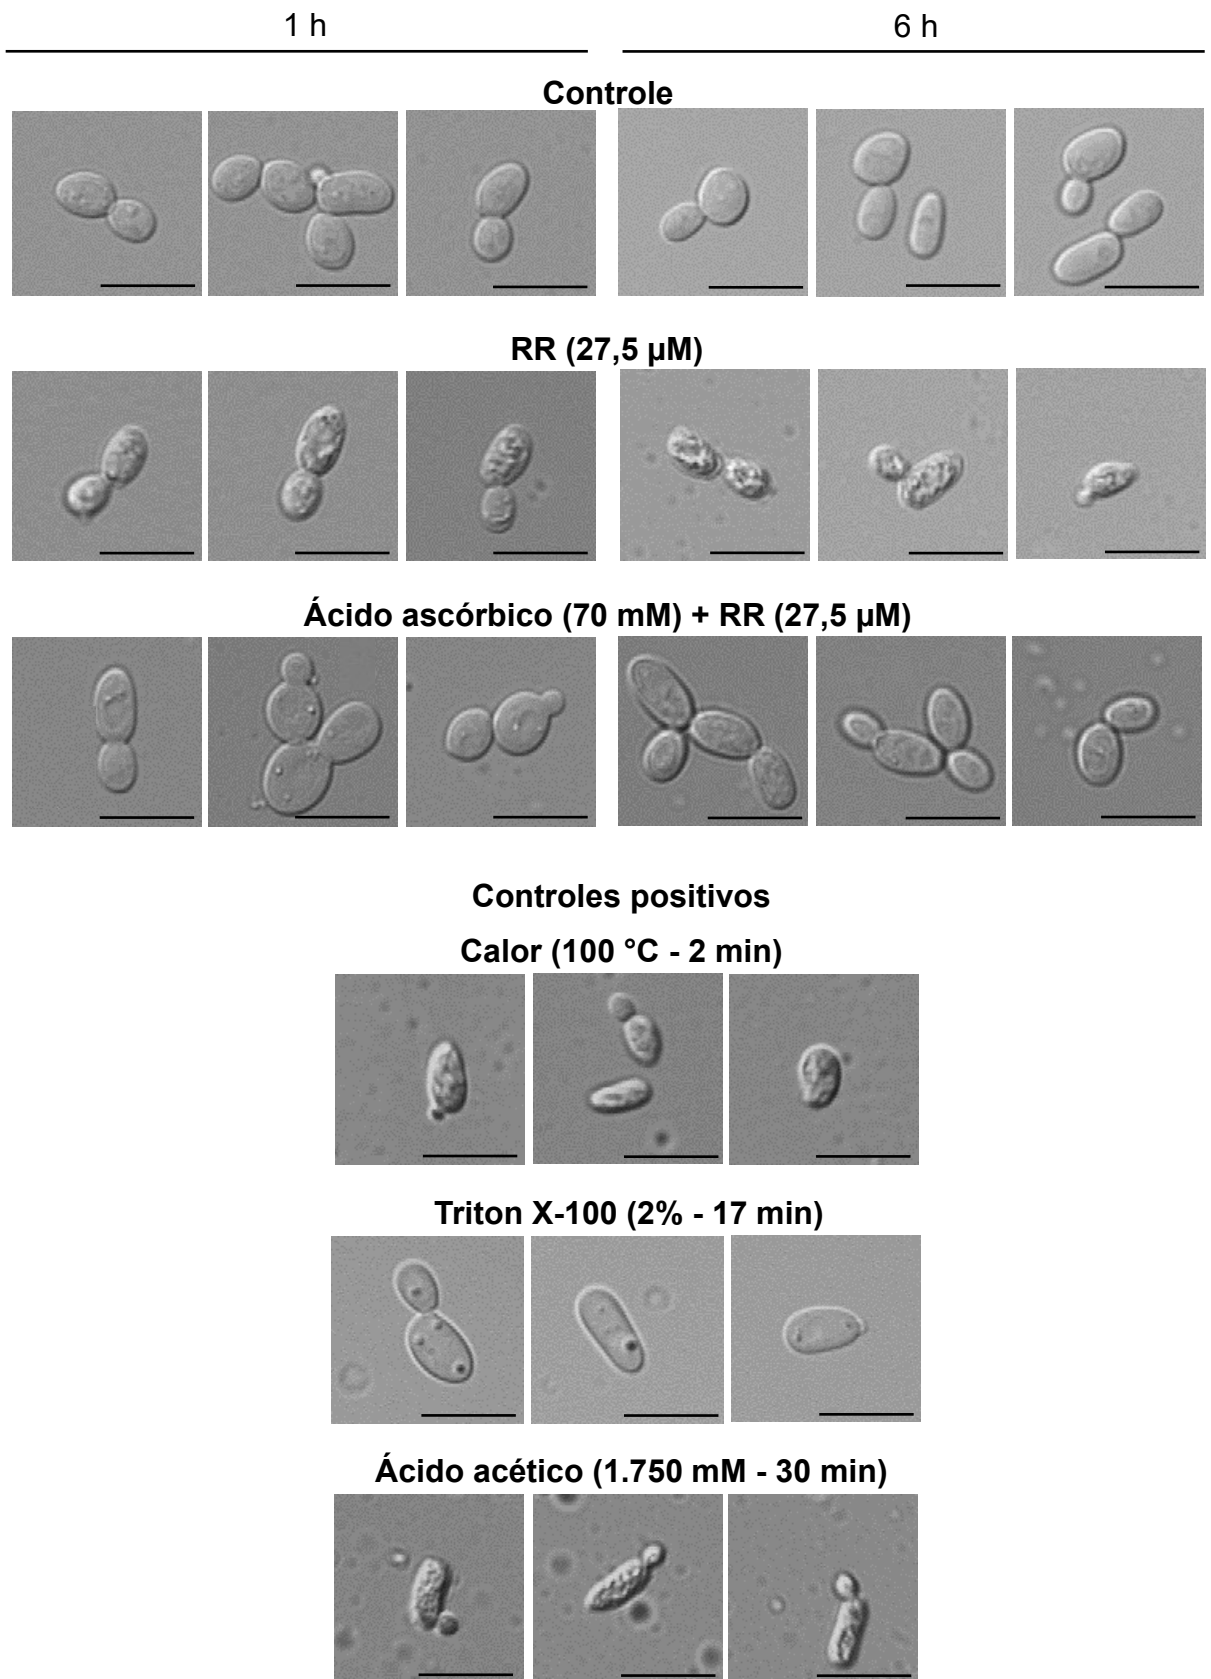 1 h
6 h
Controle
RR (27,5 µM)
Ácido ascórbico (70 mM) + RR (27,5 µM)
Controles positivos
Calor (100 °C - 2 min)
Triton X-100 (2% - 17 min)
Ácido acético (1.750 mM - 30 min)